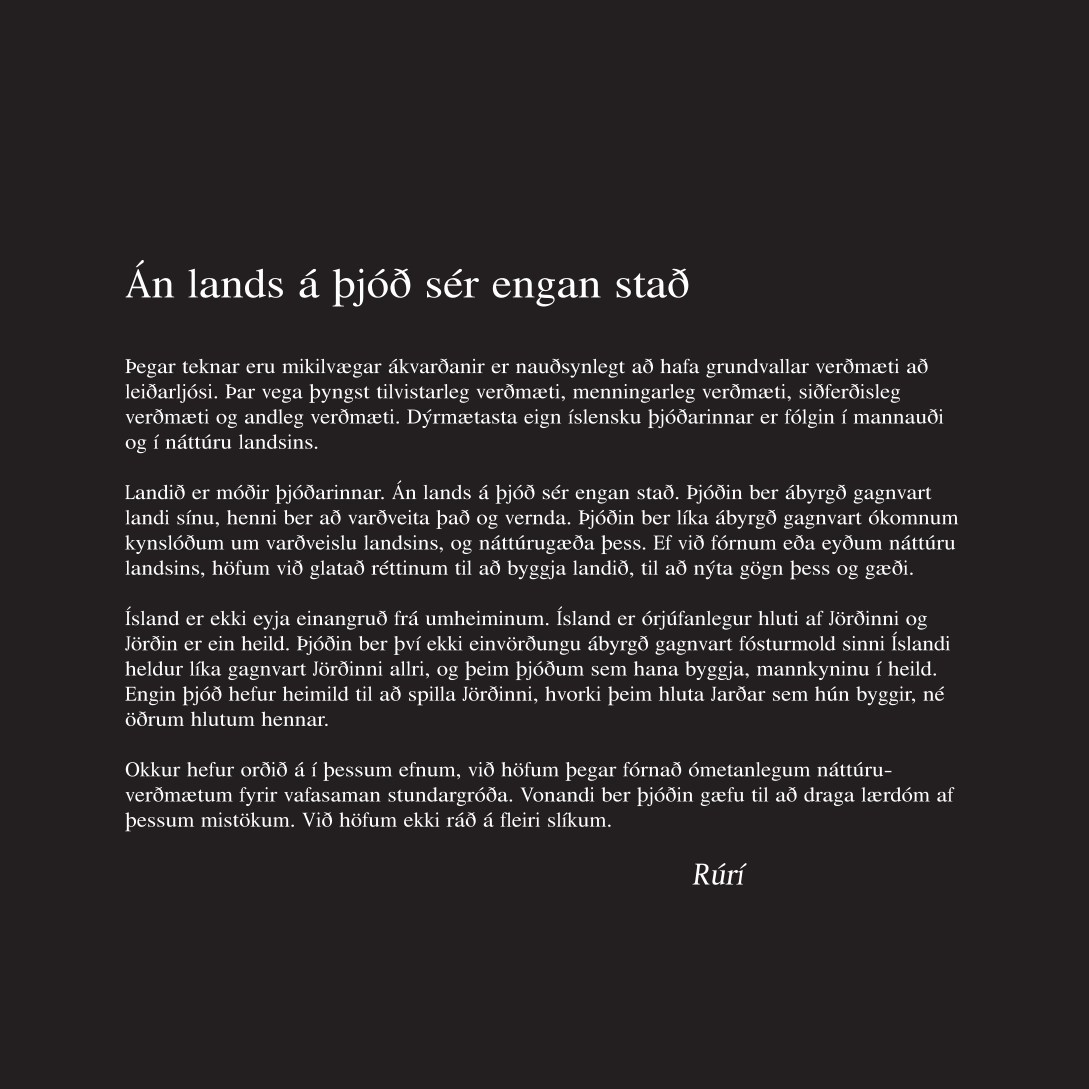 Án lands á þjóð sér engan stað
Þegar teknar eru mikilvægar ákvarðanir er nauðsynlegt að hafa grundvallar verðmæti að
leiðarljósi. Þar vega þyngst tilvistarleg verðmæti, menningarleg verðmæti, siðferðisleg
verðmæti og andleg verðmæti. Dýrmætasta eign íslensku þjóðarinnar er fólgin í mannauði
og í náttúru landsins.
Landið er móðir þjóðarinnar. Án lands á þjóð sér engan stað. Þjóðin ber ábyrgð gagnvart
landi sínu, henni ber að varðveita það og vernda. Þjóðin ber líka ábyrgð gagnvart ókomnum
kynslóðum um varðveislu landsins, og náttúrugæða þess. Ef við fórnum eða eyðum náttúru
landsins, höfum við glatað réttinum til að byggja landið, til að nýta gögn þess og gæði.
Ísland er ekki eyja einangruð frá umheiminum. Ísland er órjúfanlegur hluti af Jörðinni og
Jörðin er ein heild. Þjóðin ber því ekki einvörðungu ábyrgð gagnvart fósturmold sinni Íslandi
heldur líka gagnvart Jörðinni allri, og þeim þjóðum sem hana byggja, mannkyninu í heild.
Engin þjóð hefur heimild til að spilla Jörðinni, hvorki þeim hluta Jarðar sem hún byggir, né
öðrum hlutum hennar.
Okkur hefur orðið á í þessum efnum, við höfum þegar fórnað ómetanlegum náttúru-
verðmætum fyrir vafasaman stundargróða. Vonandi ber þjóðin gæfu til að draga lærdóm af
þessum mistökum. Við höfum ekki ráð á fleiri slíkum.
Rúrí